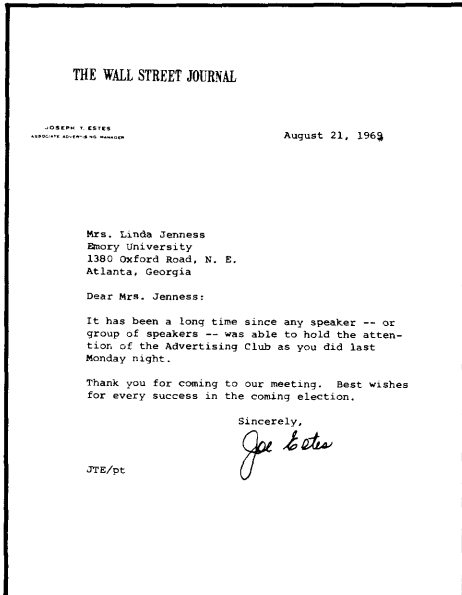 THE WALL STREET JOURNAL
JOSEPH T. ESTES
ASSOCIATE ADVERTISING MANAGER
August 21, 1969
Mrs. Linda Jenness
Emory University
1380 Oxford Road, N. E.
Atlanta, Georgia
Dear Mrs. Jenness:
It has been a long time since any speaker -- or
group of speakers -- was able to hold the atten-
tion of the Advertising Club as you did last
Monday night.
Thank you for coming to our meeting. Best wishes
for every success in the coming election.
Sincerely,
Joe Estes
JTE/pt